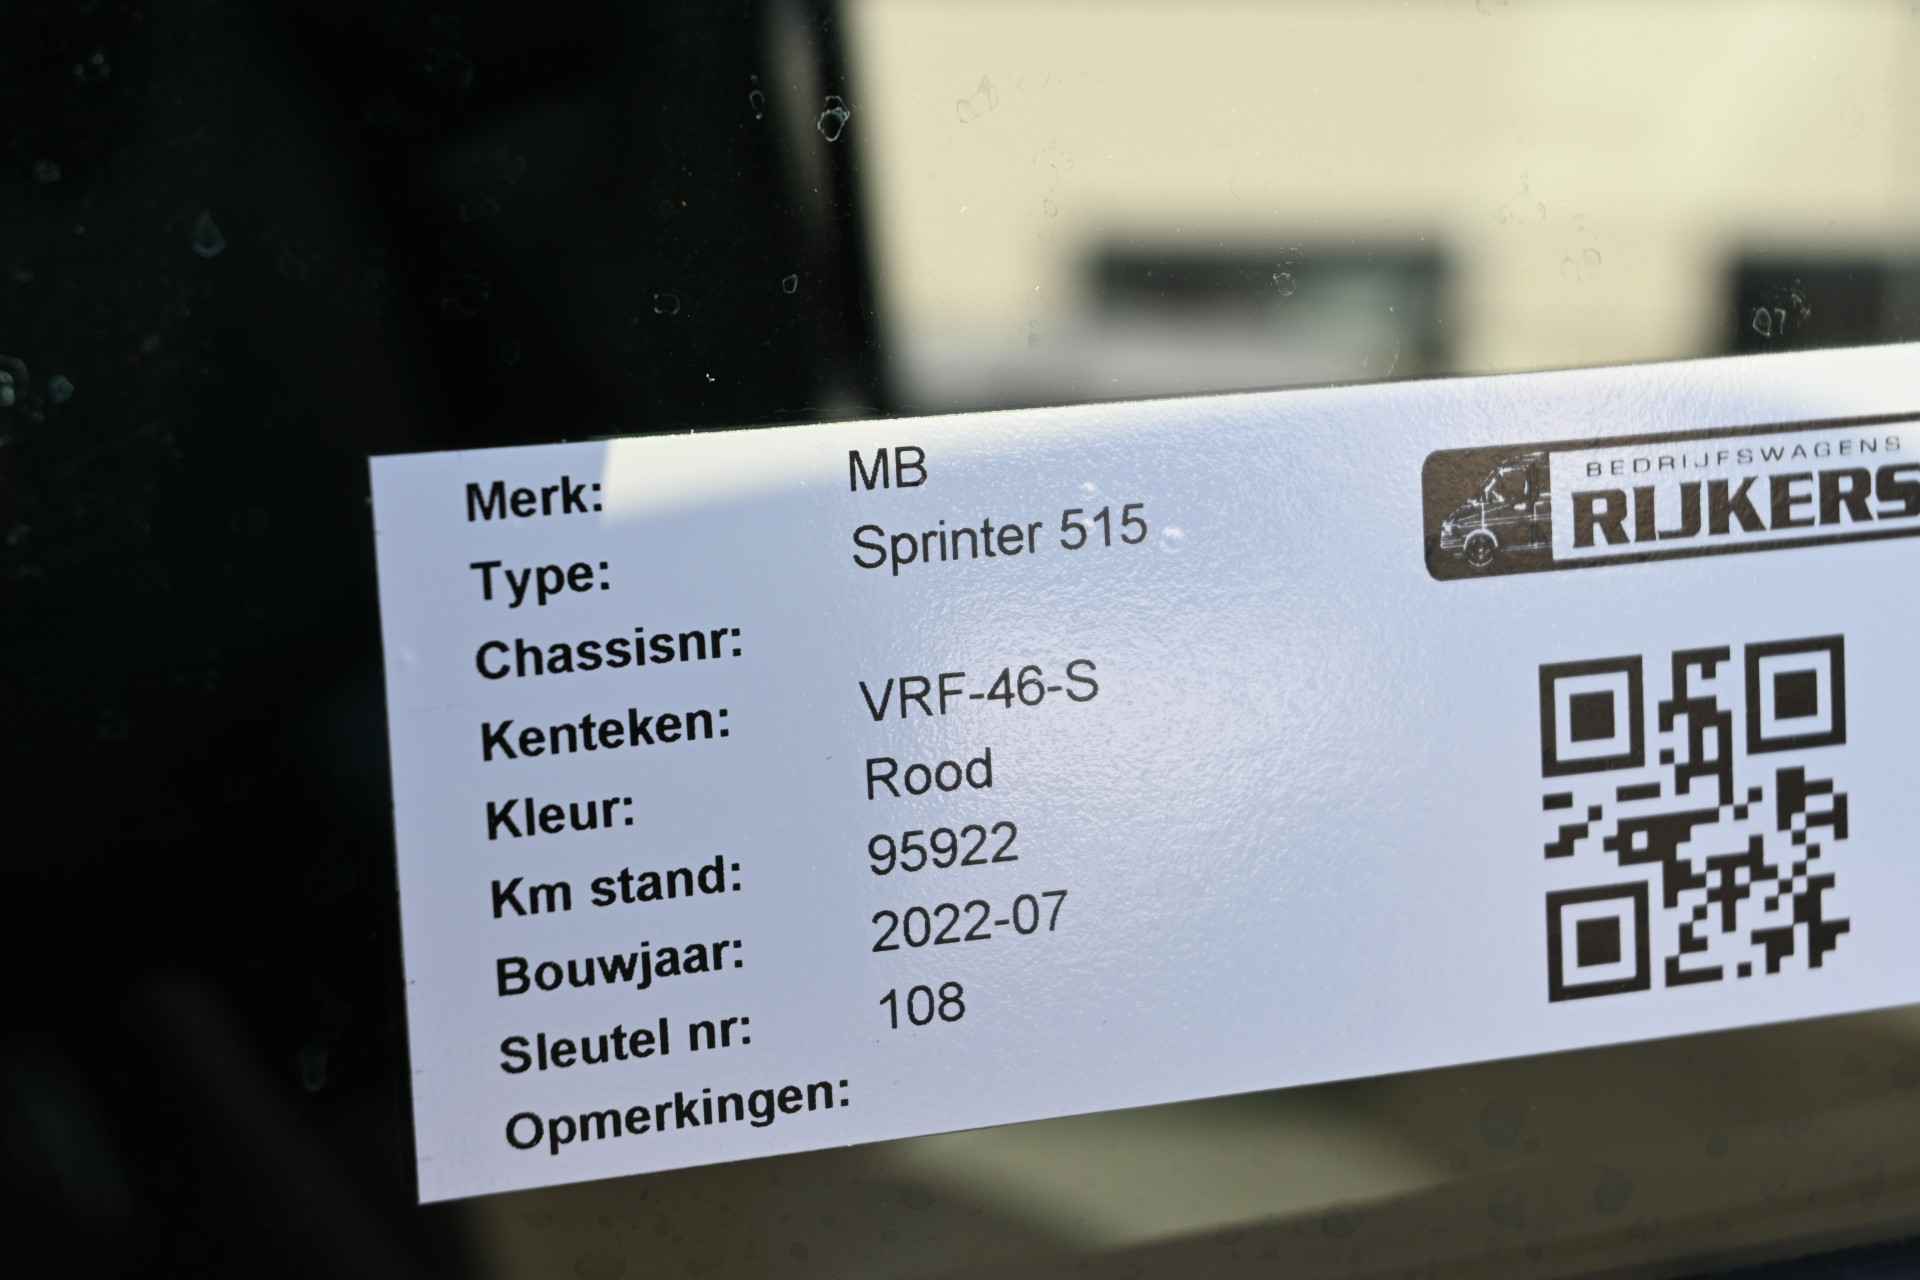 Merk: MB
Type: Sprinter 515
Chassisnr:
Kenteken: VRF-46-S
Kleur: Rood
Km stand: 95922
Bouwjaar: 2022-07
Sleutel nr: 108
Opmerkingen:
BEDRIJFSWAGENS
RIJKERS